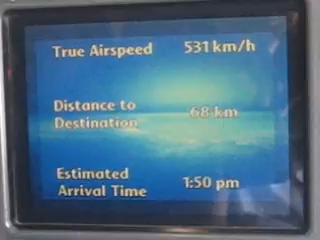 True Airspeed 531 km/h
Distance to
Destination 68 km
Estimated
Arrival Time 1:50 pm